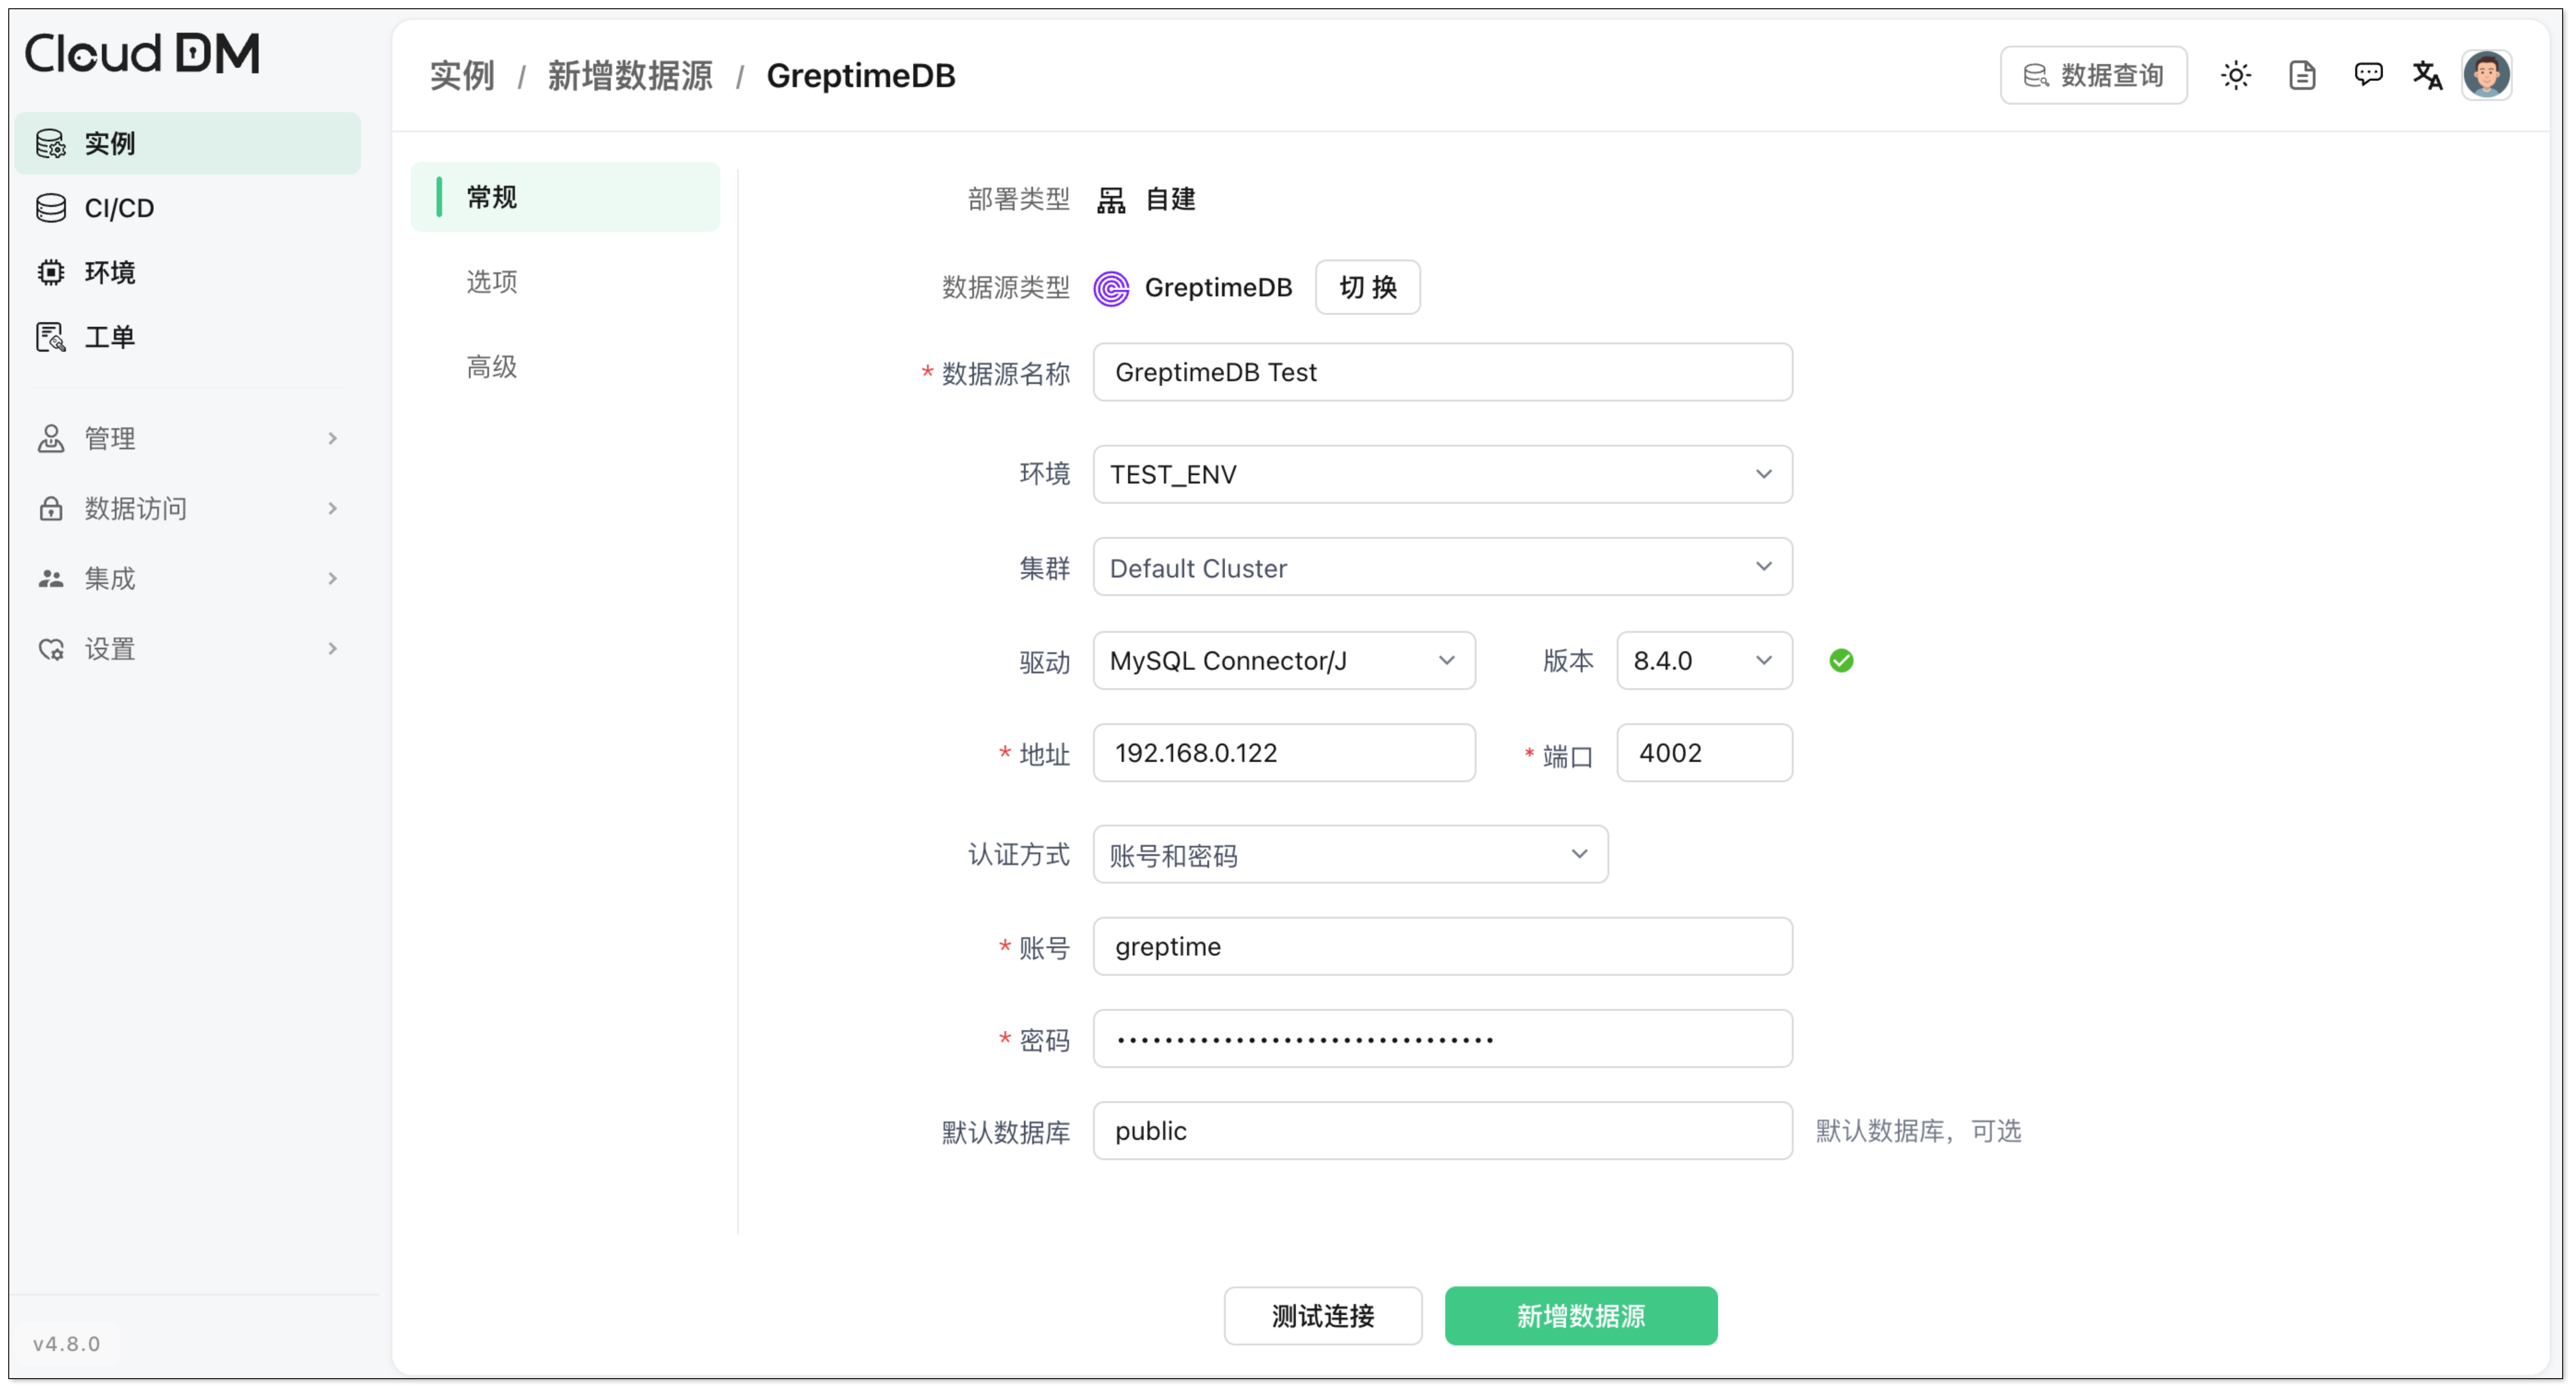 Cloud DM
实例
CI/CD
环境
工单
管理
数据访问
集成
设置
v4.8.0
实例 / 新增数据源 / GreptimeDB
数据查询
常规
选项
高级
部署类型 自建
数据源类型 GreptimeDB 切 换
* 数据源名称 GreptimeDB Test
环境 TEST_ENV
集群 Default Cluster
驱动 MySQL Connector/J 版本 8.4.0
* 地址 192.168.0.122 * 端口 4002
认证方式 账号和密码
* 账号 greptime
* 密码 ································
默认数据库 public 默认数据库，可选
测试连接 新增数据源